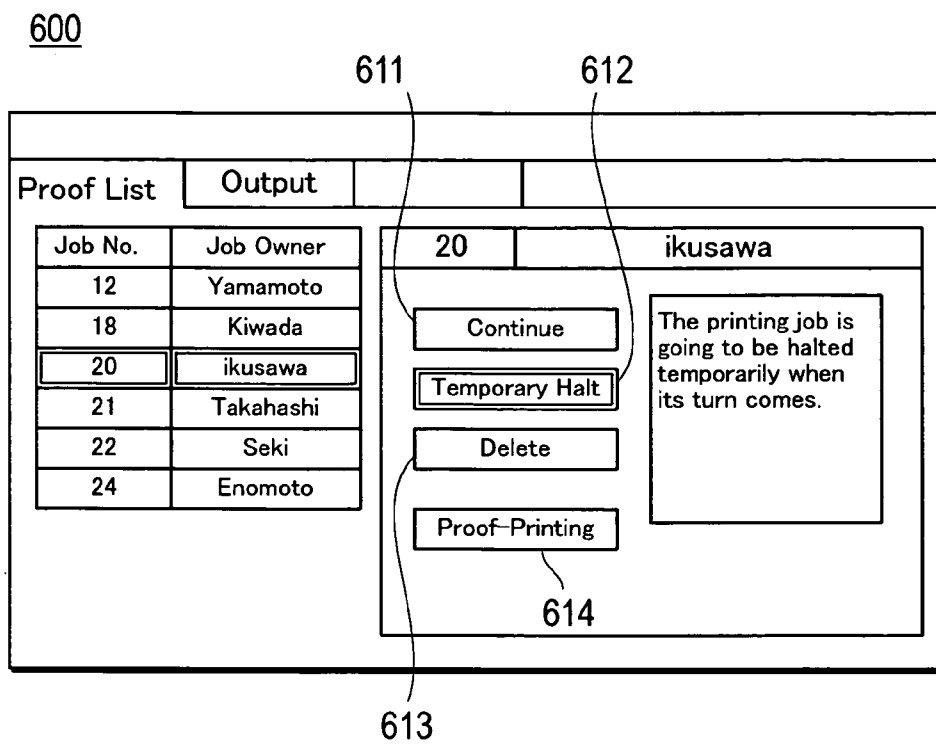 600
611 612
Proof List Output
Job No. Job Owner
12 Yamamoto
18 Kiwada
20 ikusawa
21 Takahashi
22 Seki
24 Enomoto
20 ikusawa
Continue
Temporary Halt
Delete
Proof-Printing
The printing job is
going to be halted
temporarily when
its turn comes.
614
613